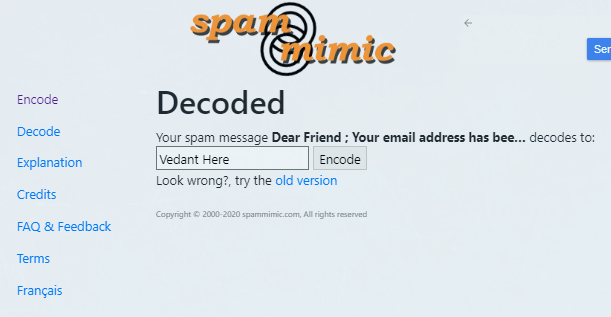 spam
mimic
←
Ser
Encode
Decode
Explanation
Credits
FAQ & Feedback
Terms
Français
Decoded
Your spam message Dear Friend ; Your email address has bee... decodes to:
Vedant Here Encode
Look wrong?, try the old version
Copyright © 2000-2020 spammimic.com, All rights reserved